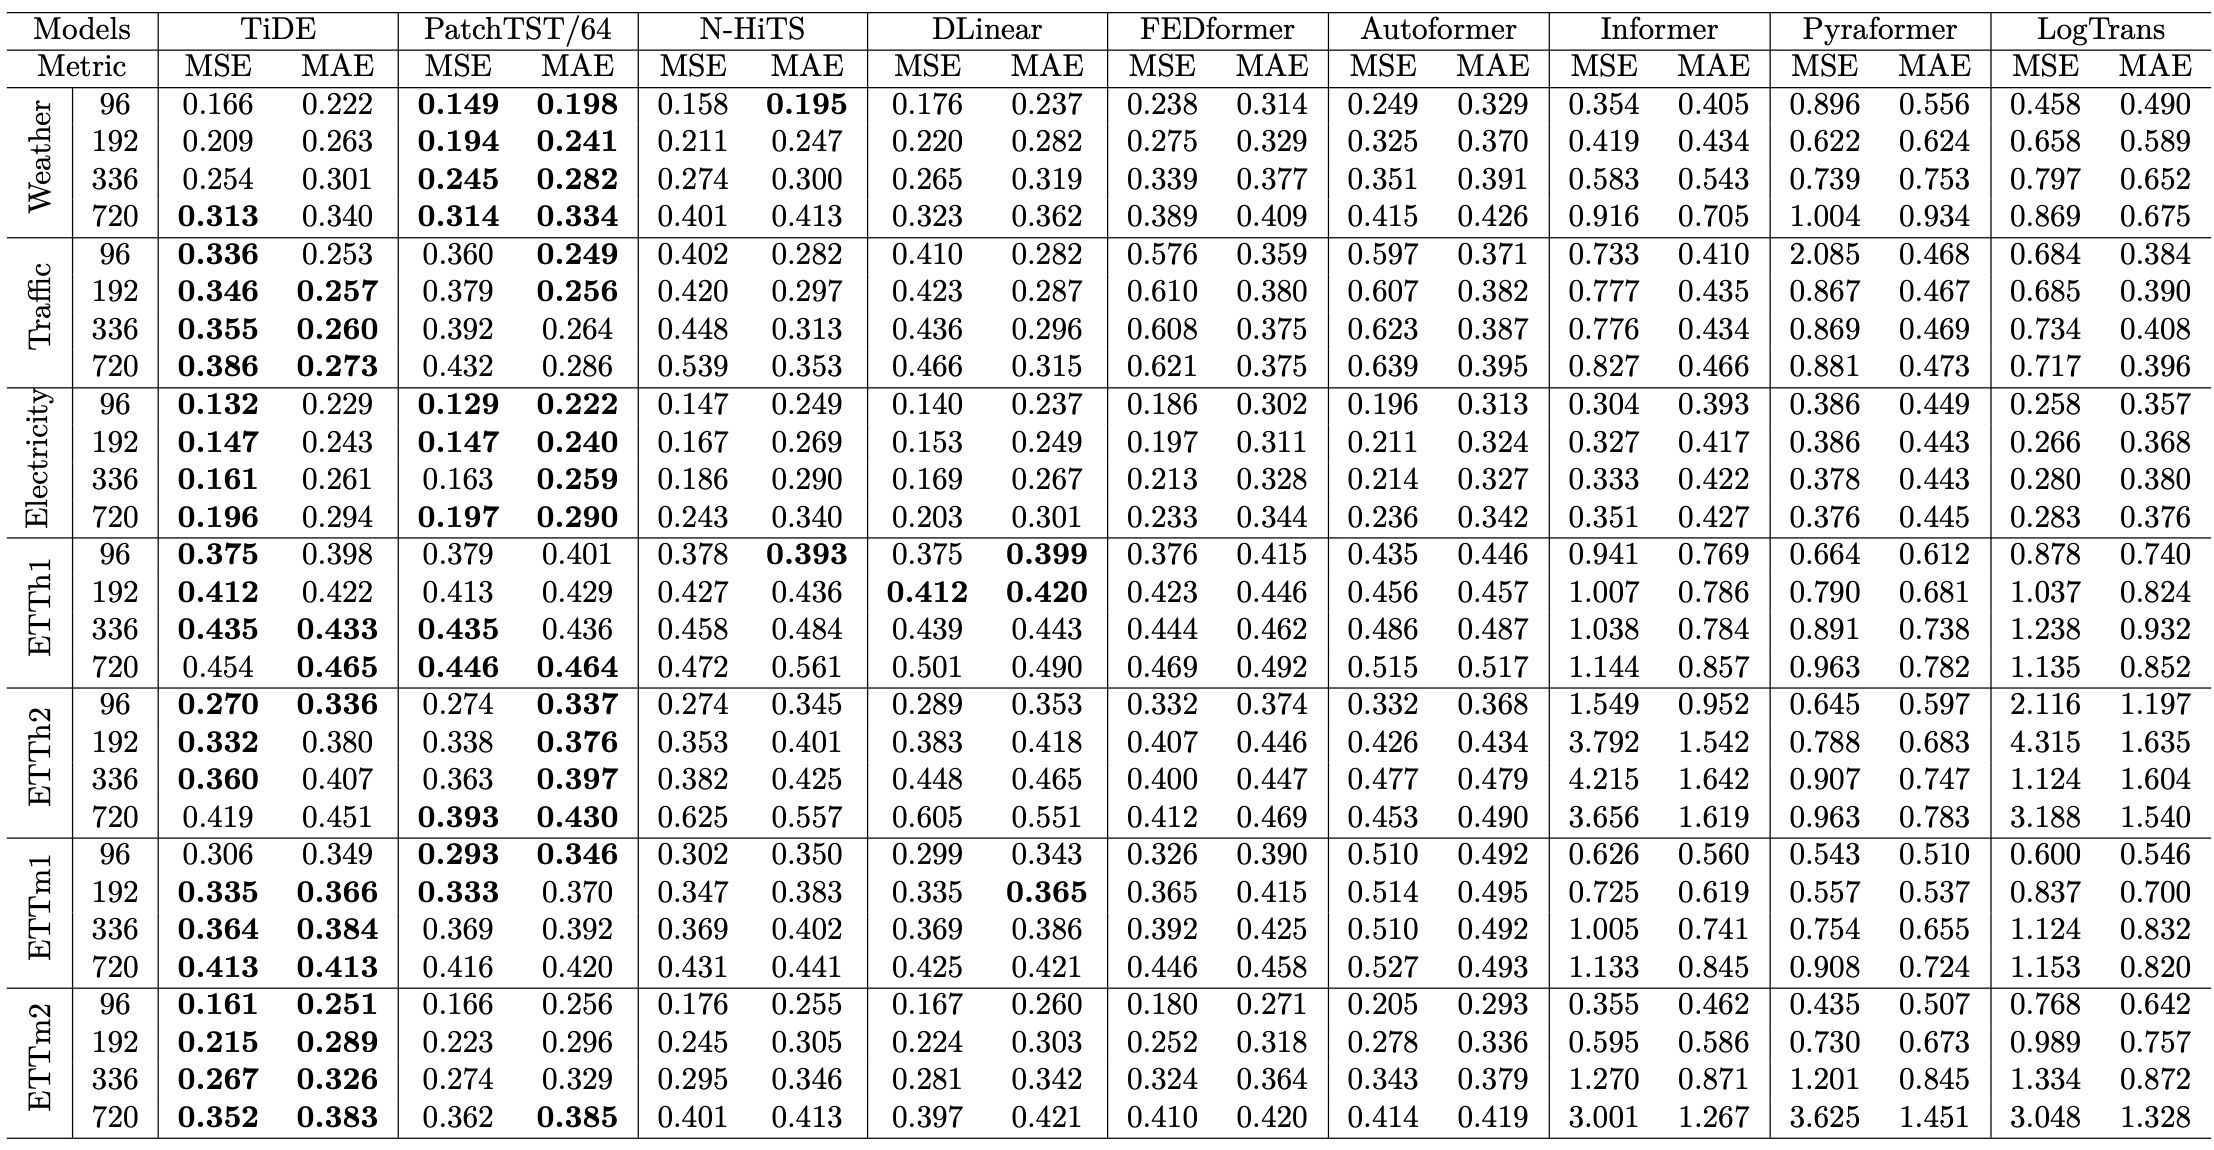 Models TiDE PatchTST/64 N-HiTS DLinear FEDformer Autoformer Informer Pyraformer LogTrans
Metric MSE MAE MSE MAE MSE MAE MSE MAE MSE MAE MSE MAE MSE MAE MSE MAE MSE MAE
Weather
96 0.166 0.222 0.149 0.198 0.158 0.195 0.176 0.237 0.238 0.314 0.249 0.329 0.354 0.405 0.896 0.556 0.458 0.490
192 0.209 0.263 0.194 0.241 0.211 0.247 0.220 0.282 0.275 0.329 0.325 0.370 0.419 0.434 0.622 0.624 0.658 0.589
336 0.254 0.301 0.245 0.282 0.274 0.300 0.265 0.319 0.339 0.377 0.351 0.391 0.583 0.543 0.739 0.753 0.797 0.652
720 0.313 0.340 0.314 0.334 0.401 0.413 0.323 0.362 0.389 0.409 0.415 0.426 0.916 0.705 1.004 0.934 0.869 0.675
Traffic
96 0.336 0.253 0.360 0.249 0.402 0.282 0.410 0.282 0.576 0.359 0.597 0.371 0.733 0.410 2.085 0.468 0.684 0.384
192 0.346 0.257 0.379 0.256 0.420 0.297 0.423 0.287 0.610 0.380 0.607 0.382 0.777 0.435 0.867 0.467 0.685 0.390
336 0.355 0.260 0.392 0.264 0.448 0.313 0.436 0.296 0.608 0.375 0.623 0.387 0.776 0.434 0.869 0.469 0.734 0.408
720 0.386 0.273 0.432 0.286 0.539 0.353 0.466 0.315 0.621 0.375 0.639 0.395 0.827 0.466 0.881 0.473 0.717 0.396
Electricity
96 0.132 0.229 0.129 0.222 0.147 0.249 0.140 0.237 0.186 0.302 0.196 0.313 0.304 0.393 0.386 0.449 0.258 0.357
192 0.147 0.243 0.147 0.240 0.167 0.269 0.153 0.249 0.197 0.311 0.211 0.324 0.327 0.417 0.386 0.443 0.266 0.368
336 0.161 0.261 0.163 0.259 0.186 0.290 0.169 0.267 0.213 0.328 0.214 0.327 0.333 0.422 0.378 0.443 0.280 0.380
720 0.196 0.294 0.197 0.290 0.243 0.340 0.203 0.301 0.233 0.344 0.236 0.342 0.351 0.427 0.376 0.445 0.283 0.376
ETTh1
96 0.375 0.398 0.379 0.401 0.378 0.393 0.375 0.399 0.376 0.415 0.435 0.446 0.941 0.769 0.664 0.612 0.878 0.740
192 0.412 0.422 0.413 0.429 0.427 0.436 0.412 0.420 0.423 0.446 0.456 0.457 1.007 0.786 0.790 0.681 1.037 0.824
336 0.435 0.433 0.435 0.436 0.458 0.484 0.439 0.443 0.444 0.462 0.486 0.487 1.038 0.784 0.891 0.738 1.238 0.932
720 0.454 0.465 0.446 0.464 0.472 0.561 0.501 0.490 0.469 0.492 0.515 0.517 1.144 0.857 0.963 0.782 1.135 0.852
ETTh2
96 0.270 0.336 0.274 0.337 0.274 0.345 0.289 0.353 0.332 0.374 0.332 0.368 1.549 0.952 0.645 0.597 2.116 1.197
192 0.332 0.380 0.338 0.376 0.353 0.401 0.383 0.418 0.407 0.446 0.426 0.434 3.792 1.542 0.788 0.683 4.315 1.635
336 0.360 0.407 0.363 0.397 0.382 0.425 0.448 0.465 0.400 0.447 0.477 0.479 4.215 1.642 0.907 0.747 1.124 1.604
720 0.419 0.451 0.393 0.430 0.625 0.557 0.605 0.551 0.412 0.469 0.453 0.490 3.656 1.619 0.963 0.783 3.188 1.540
ETTm1
96 0.306 0.349 0.293 0.346 0.302 0.350 0.299 0.343 0.326 0.390 0.510 0.492 0.626 0.560 0.543 0.510 0.600 0.546
192 0.335 0.366 0.333 0.370 0.347 0.383 0.335 0.365 0.365 0.415 0.514 0.495 0.725 0.619 0.557 0.537 0.837 0.700
336 0.364 0.384 0.369 0.392 0.369 0.402 0.369 0.386 0.392 0.425 0.510 0.492 1.005 0.741 0.754 0.655 1.124 0.832
720 0.413 0.413 0.416 0.420 0.431 0.441 0.425 0.421 0.446 0.458 0.527 0.493 1.133 0.845 0.908 0.724 1.153 0.820
ETTm2
96 0.161 0.251 0.166 0.256 0.176 0.255 0.167 0.260 0.180 0.271 0.205 0.293 0.355 0.462 0.435 0.507 0.768 0.642
192 0.215 0.289 0.223 0.296 0.245 0.305 0.224 0.303 0.252 0.318 0.278 0.336 0.595 0.586 0.730 0.673 0.989 0.757
336 0.267 0.326 0.274 0.329 0.295 0.346 0.281 0.342 0.324 0.364 0.343 0.379 1.270 0.871 1.201 0.845 1.334 0.872
720 0.352 0.383 0.362 0.385 0.401 0.413 0.397 0.421 0.410 0.420 0.414 0.419 3.001 1.267 3.625 1.451 3.048 1.328